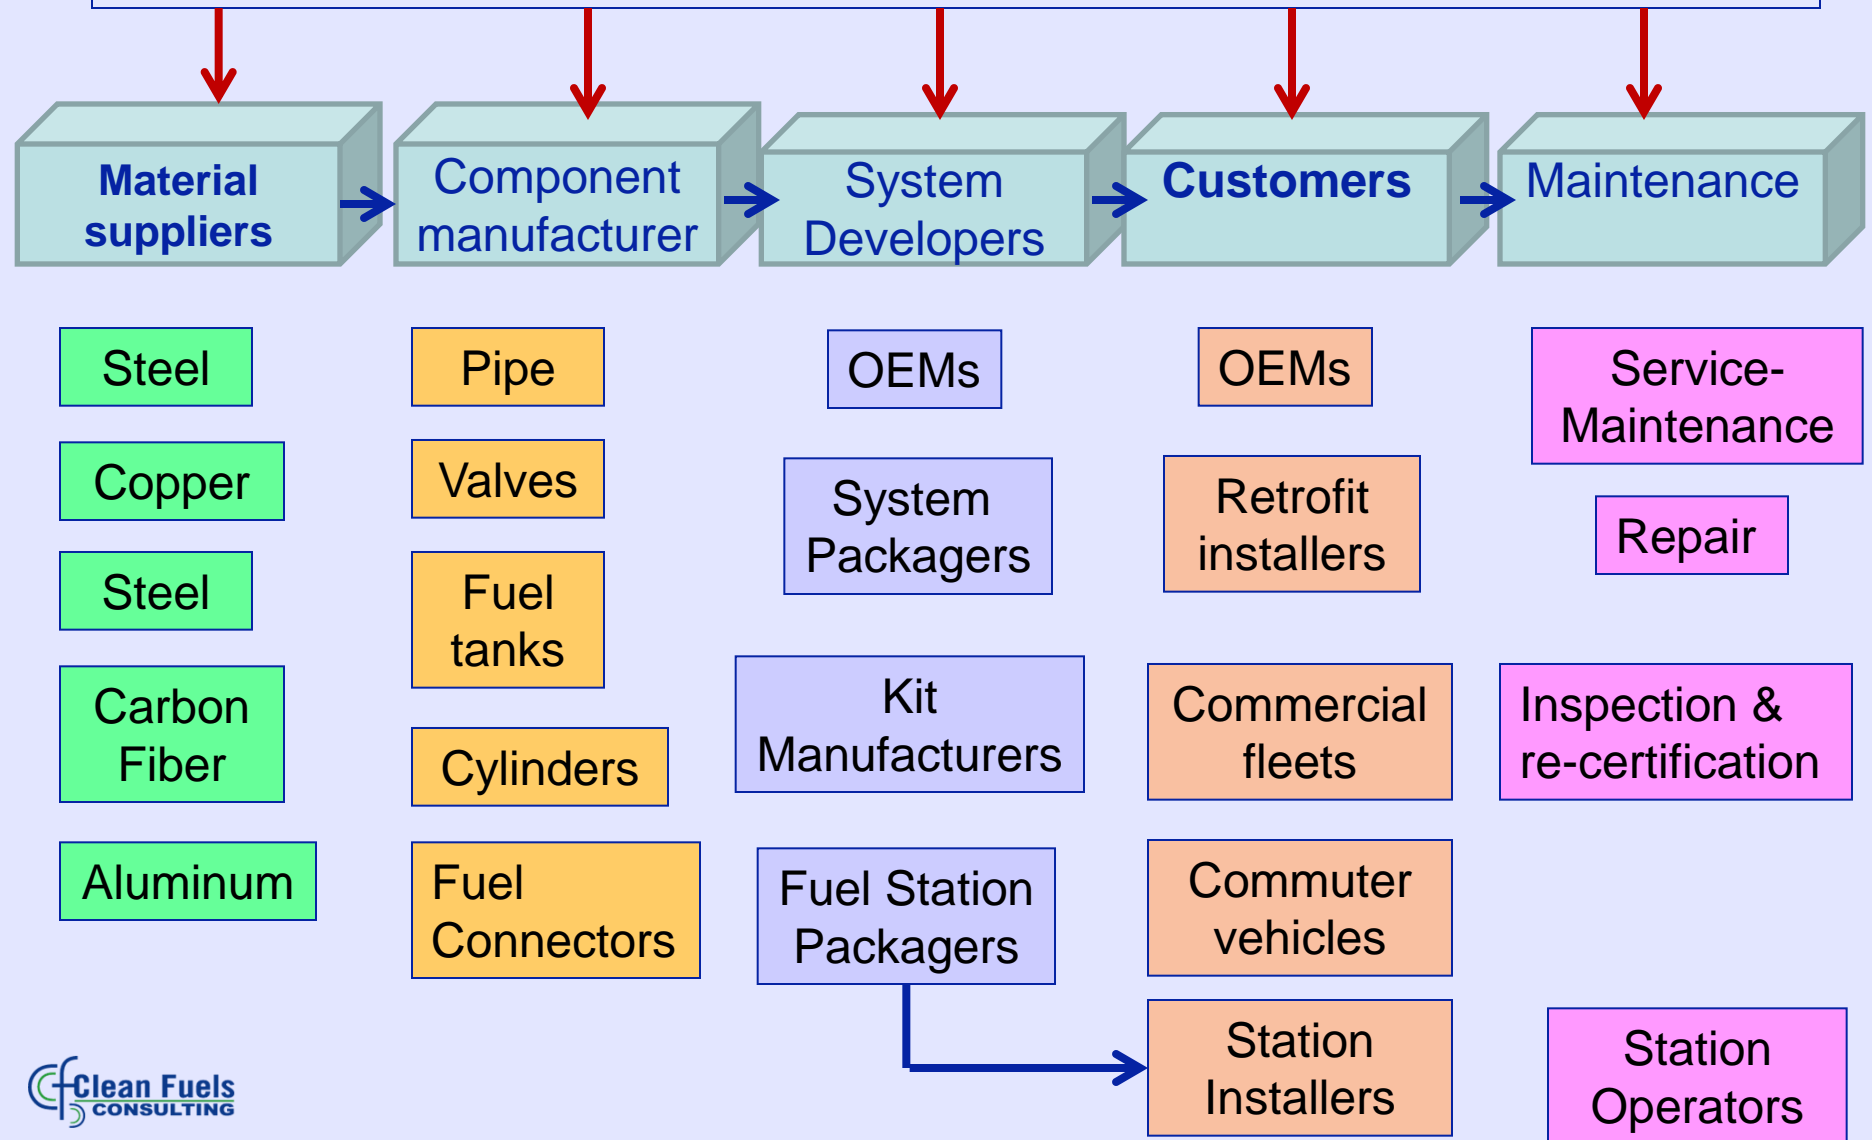 Material
suppliers
Component
manufacturer
System
Developers
Customers
Maintenance
Steel
Copper
Steel
Carbon
Fiber
Aluminum
Pipe
Valves
Fuel
tanks
Cylinders
Fuel
Connectors
OEMs
System
Packagers
Kit
Manufacturers
Fuel Station
Packagers
OEMs
Retrofit
installers
Commercial
fleets
Commuter
vehicles
Station
Installers
Service-
Maintenance
Repair
Inspection &
re-certification
Station
Operators
Clean Fuels
CONSULTING